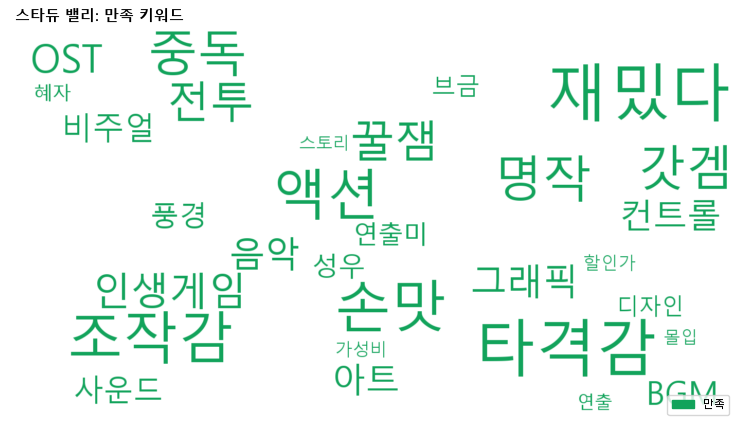 스타듀 밸리: 만족 키워드
OST
중독
혜자
전투
브금
재밌다
비주얼
스토리
꿀잼
명작
갓겜
액션
컨트롤
풍경
연출미
음악
성우
할인가
인생게임
그래픽
손맛
디자인
조작감
타격감
몰입
가성비
사운드
아트
연출
BGM
만족